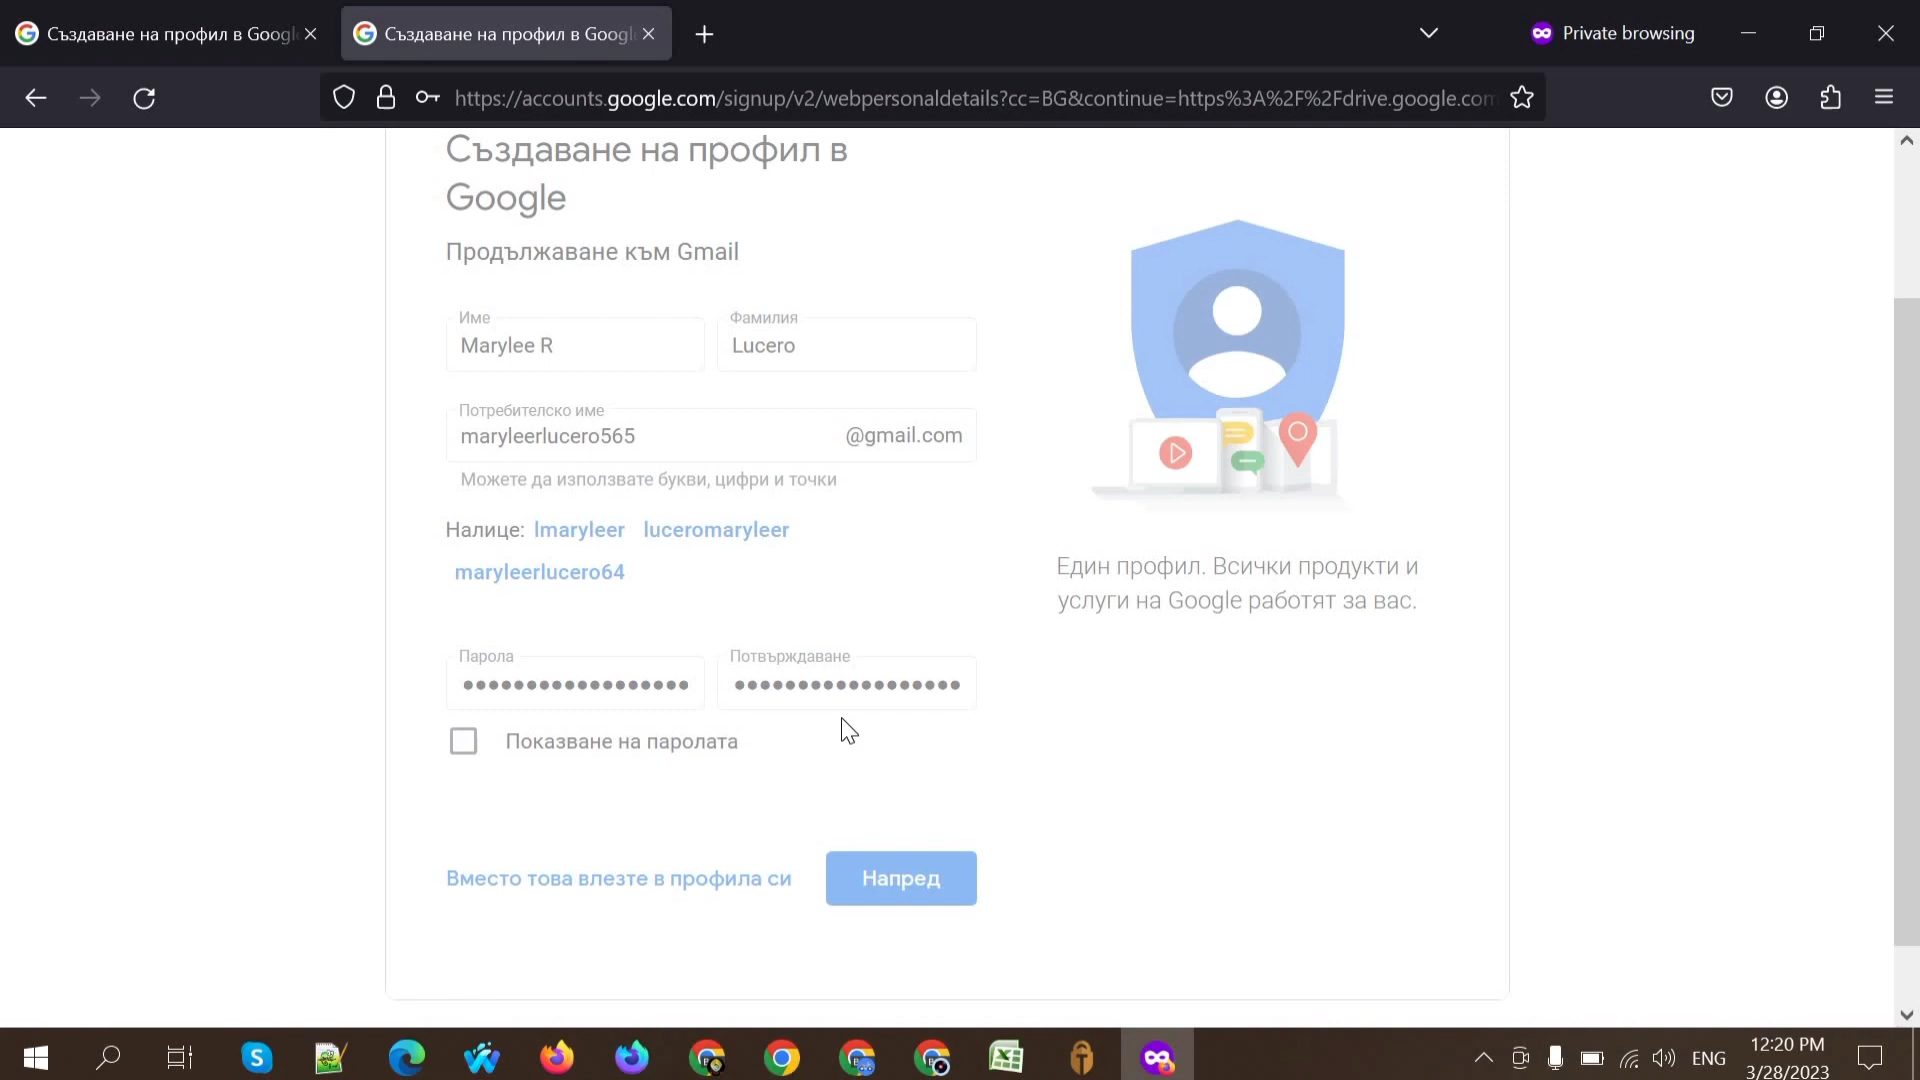 Създаване на профил в Googl
Създаване на профил в Googl
Private browsing
https://accounts.google.com/signup/v2/webpersonaldetails?cc=BG&continue=https%3A%2F%2Fdrive.google.com
Създаване на профил в
Google
Продължаване към Gmail
Име
Фамилия
Marylee R
Lucero
Потребителско име
maryleerlucero565
@gmail.com
Можете да използвате букви, цифри и точки
Налице: lmaryleer luceromaryleer
maryleerlucero64
Един профил. Всички продукти и
услуги на Google работят за вас.
Парола
Потвърждаване
Показване на паролата
Вместо това влезте в профила си
Напред
ENG
12:20 PM
3/28/2023